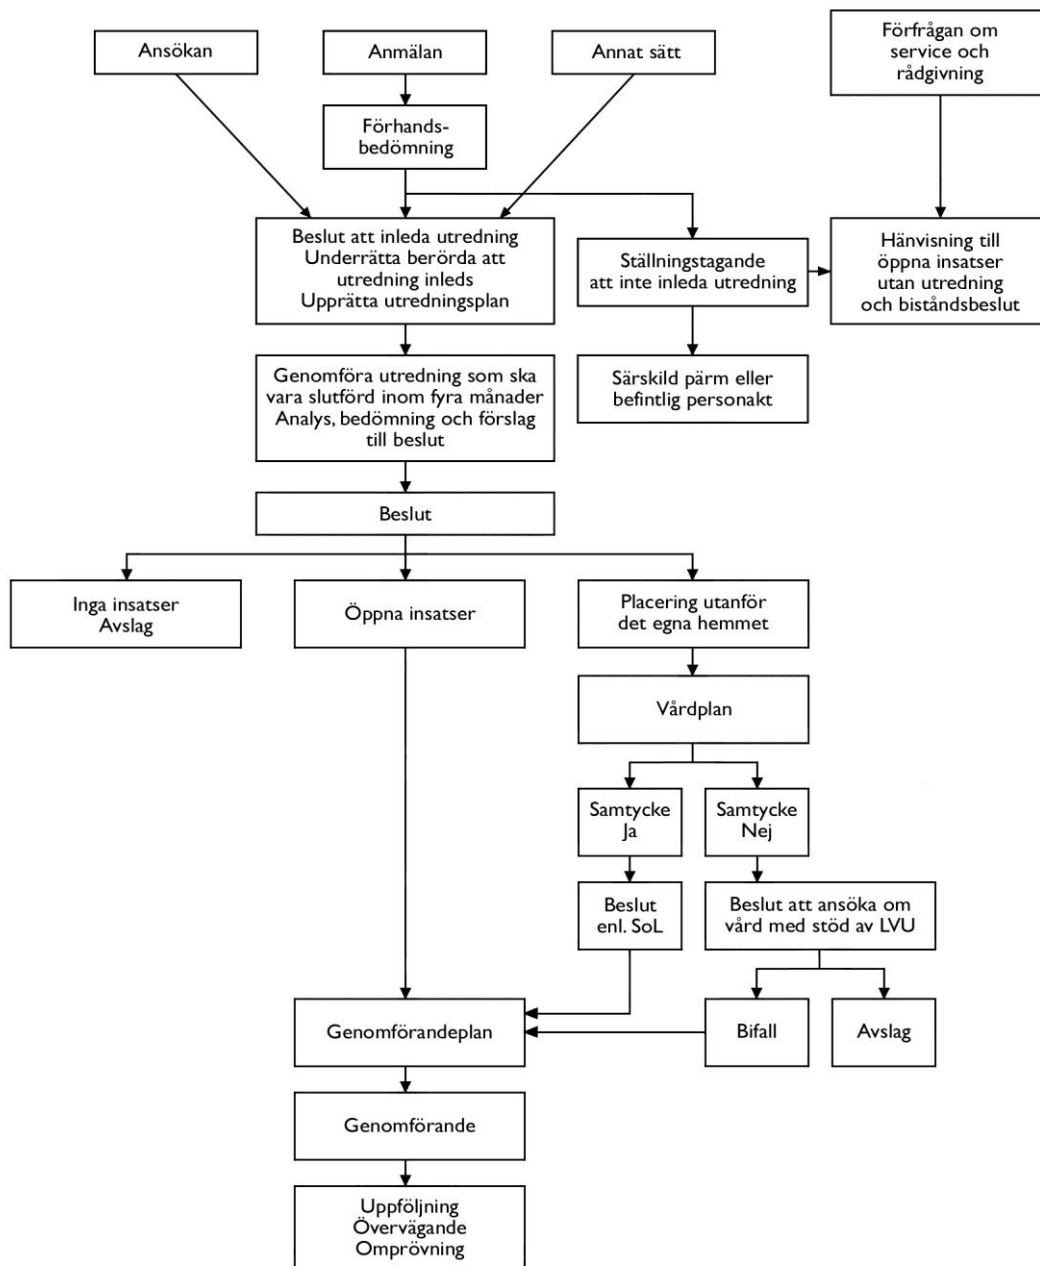 Ansökan
Anmälan
Annat sätt
Förfrågan om
service och
rådgivning
Förhands-
bedömning
Beslut att inleda utredning
Underrätta berörda att
utredning inleds
Upprätta utredningsplan
Ställningstagande
att inte inleda utredning
Hänvisning till
öppna insatser
utan utredning
och biståndsbeslut
Genomföra utredning som ska
vara slutförd inom fyra månader
Analys, bedömning och förslag
till beslut
Särskild pärm eller
befintlig personakt
Beslut
Inga insatser
Avslag
Öppna insatser
Placering utanför
det egna hemmet
Vårdplan
Samtycke
Ja
Samtycke
Nej
Beslut
enl. SoL
Beslut att ansöka om
vård med stöd av LVU
Genomförandeplan
Bifall
Avslag
Genomförande
Uppföljning
Övervägande
Omprövning